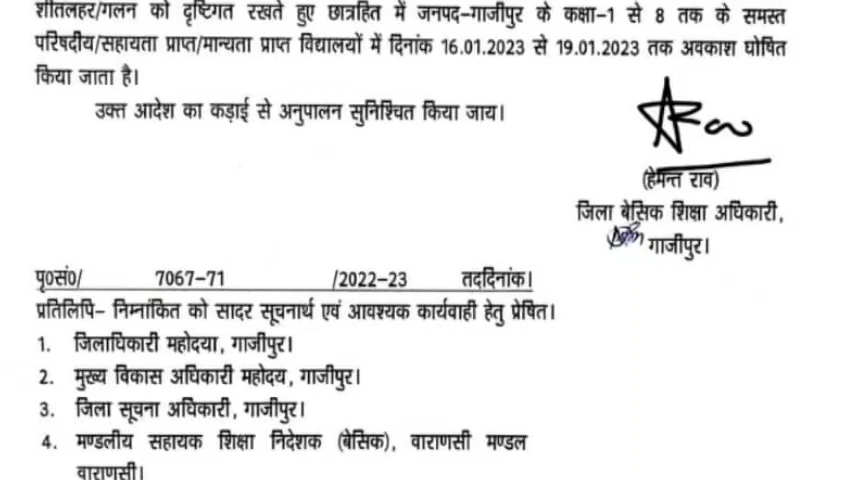 शीतलहर/गलन को दृष्टिगत रखते हुए छात्रहित में जनपद-गाजीपुर के कक्षा-1 से 8 तक के समस्त
परिषदीय/सहायता प्राप्त/मान्यता प्राप्त विद्यालयों में दिनांक 16.01.2023 से 19.01.2023 तक अवकाश घोषित
किया जाता है।
उक्त आदेश का कड़ाई से अनुपालन सुनिश्चित किया जाय।
(हेमन्त राव)
जिला बेसिक शिक्षा अधिकारी,
गाजीपुर।
पृ0सं0/ 7067-71 /2022-23 तददिनांक।
प्रतिलिपि- निम्नांकित को सादर सूचनार्थ एवं आवश्यक कार्यवाही हेतु प्रेषित।
1. जिलाधिकारी महोदया, गाजीपुर।
2. मुख्य विकास अधिकारी महोदय, गाजीपुर।
3. जिला सूचना अधिकारी, गाजीपुर।
4. मण्डलीय सहायक शिक्षा निदेशक (बेसिक), वाराणसी मण्डल
वाराणसी।